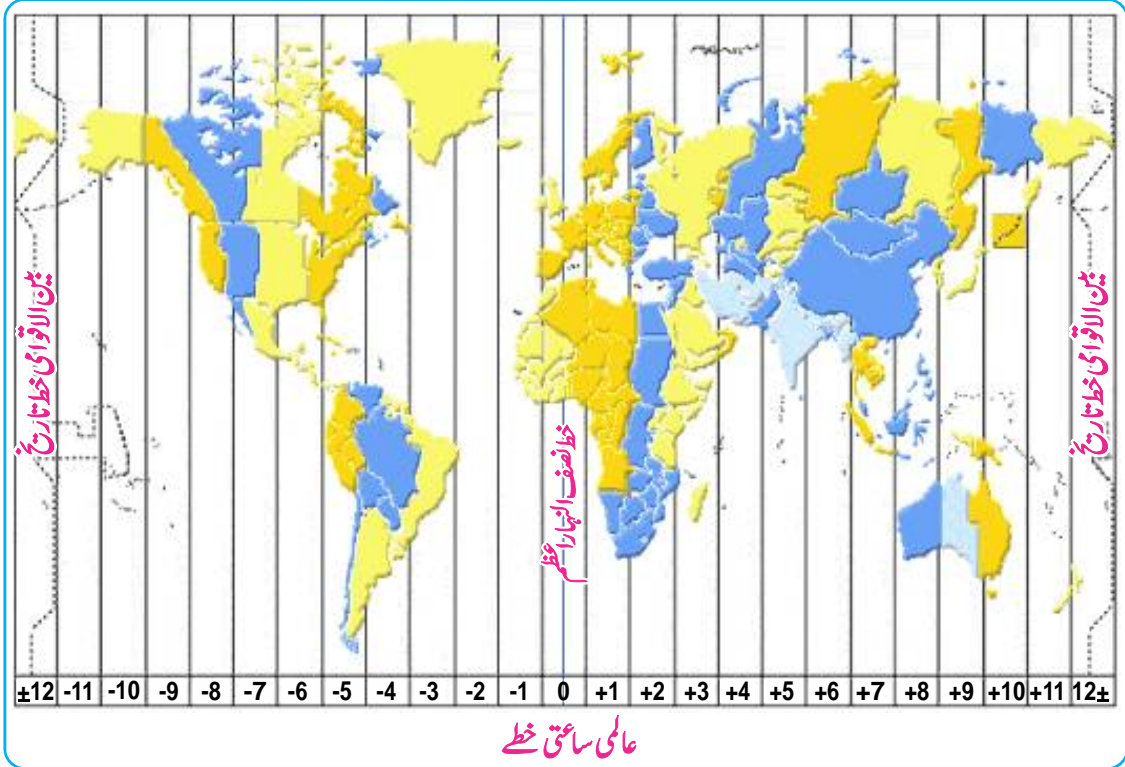 بین الاقوامی خط تاریخ
خط نصف النہار اعظم
بین الاقوامی خط تاریخ
±12 -11 -10 -9 -8 -7 -6 -5 -4 -3 -2 -1 0 +1 +2 +3 +4 +5 +6 +7 +8 +9 +10 +11 12±
عالمی ساعتی خطے